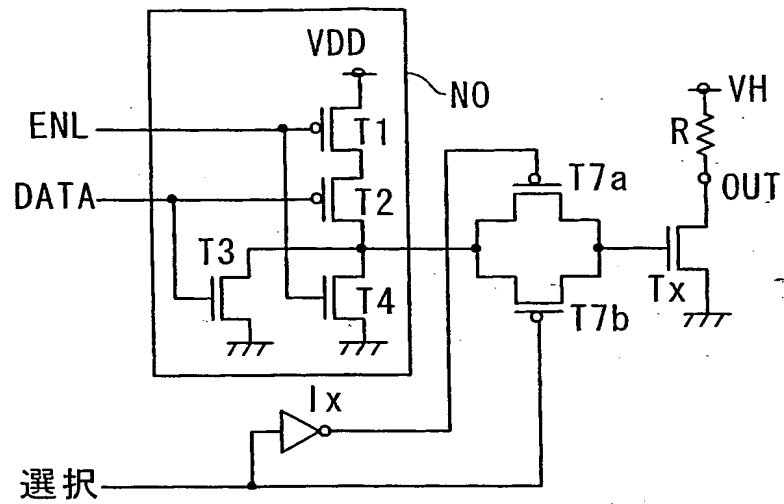 VDD
NO
VH
ENL
T1
R
T7a
OUT
DATA
T2
T3
T4
Tx
T7b
Ix
選択